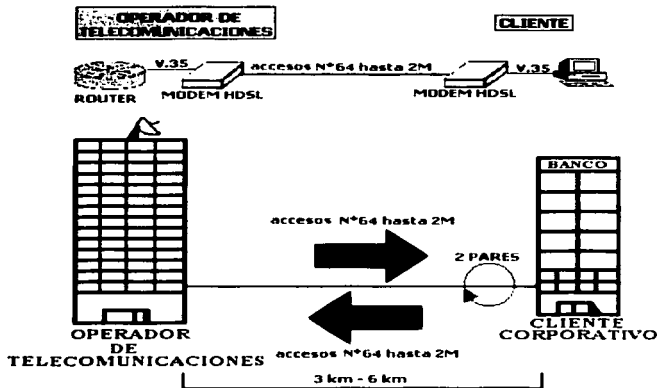 OPERADOR DE
TELECOMUNICACIONES
CLIENTE
V.35
accesos N*64 hasta 2M
V.35
ROUTER
MODEM HDSL
MODEM HDSL
BANCO
accesos N*64 hasta 2M
2 PARES
OPERADOR
DE
TELECOMUNICACIONES
CLIENTE
CORPORATIVO
accesos N*64 hasta 2M
3 km - 6 km